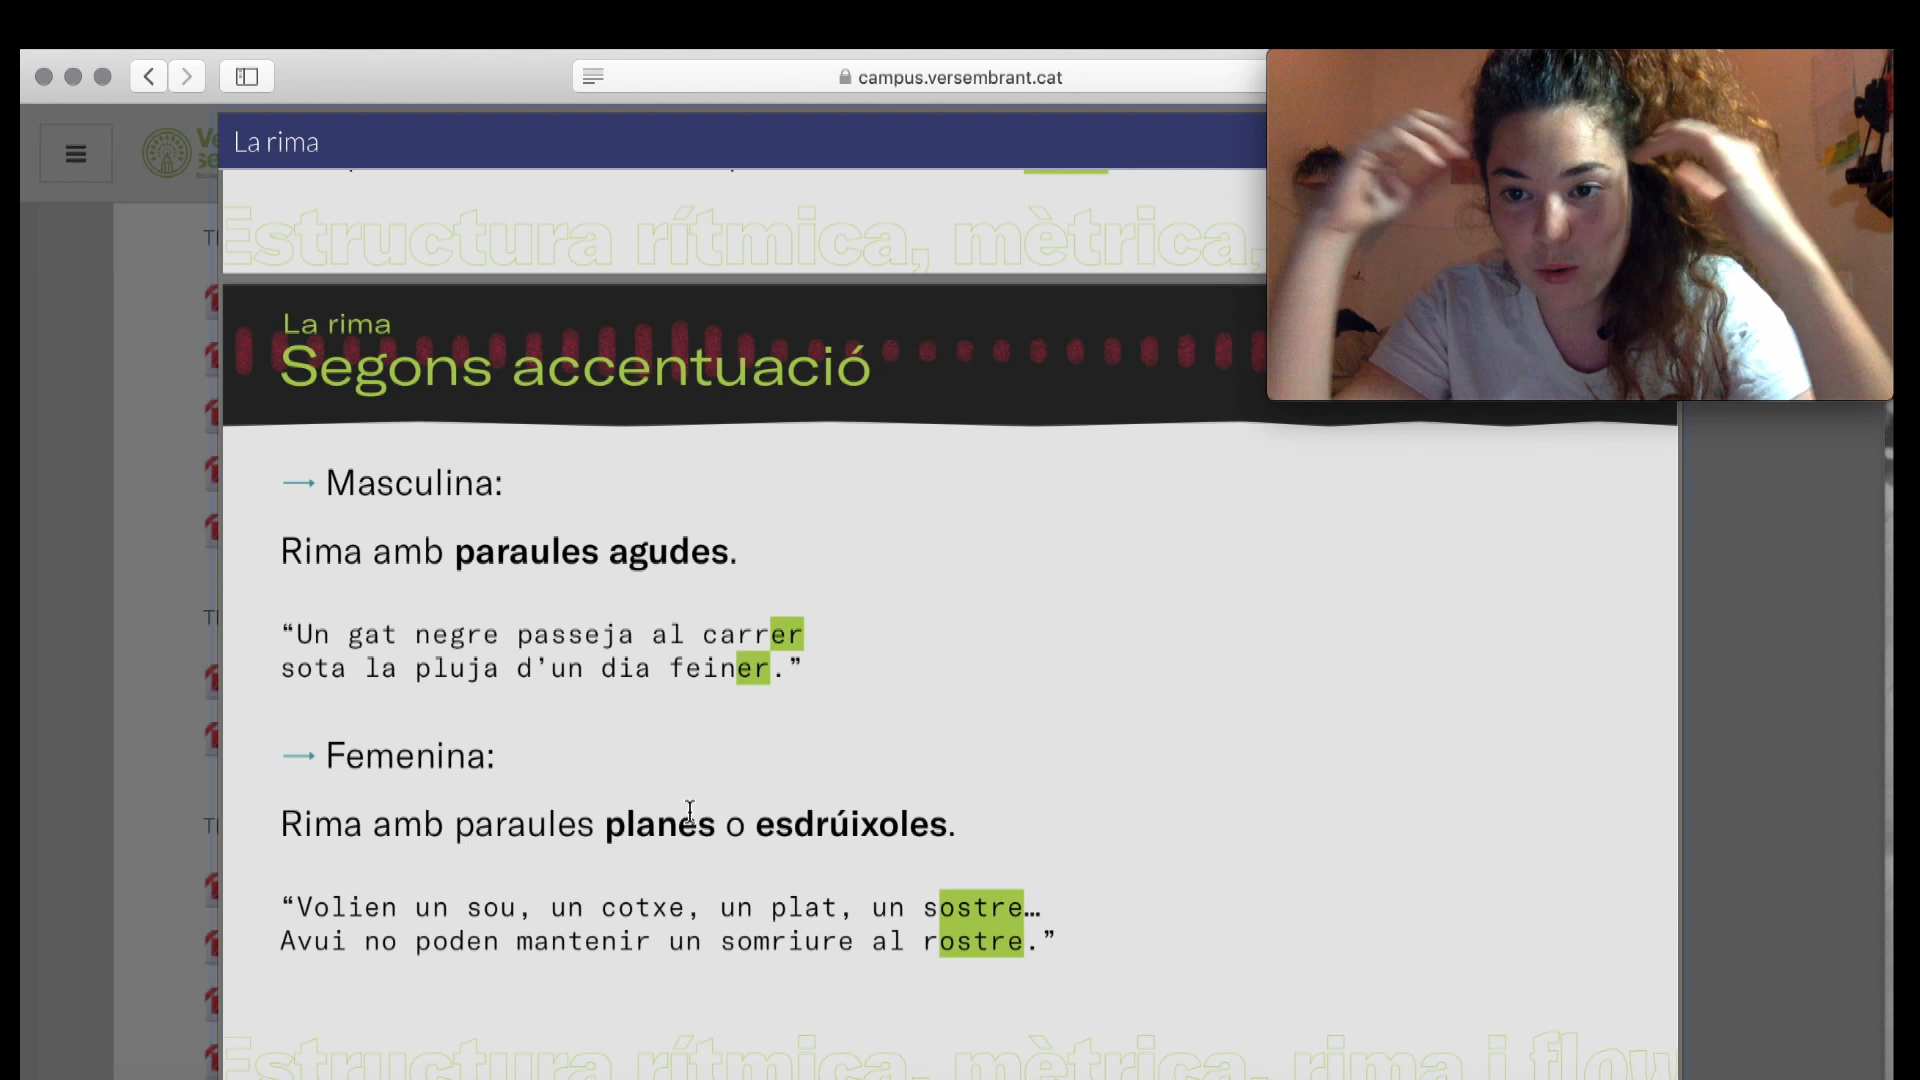 campus.versembrant.cat
La rima
Estructura rítmica, mètrica,
La rima
Segons accentuació
→ Masculina:
Rima amb paraules agudes.
“Un gat negre passeja al carrer
sota la pluja d’un dia feiner.”
→ Femenina:
Rima amb paraules planes o esdrúixoles.
“Volien un sou, un cotxe, un plat, un sostre…
Avui no poden mantenir un somriure al rostre.”
Estructura rítmica, mètrica, rima i flow